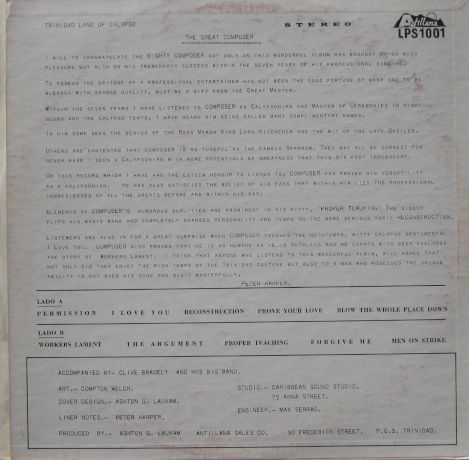 TRINIDAD LAND OF CALYPSO
STEREO
Antillana
LPS1001
THE GREAT COMPOSER
I WILL TO CONGRATULATE THE MIGHTY COMPOSER NOT ONLY ON THIS WONDERFUL ALBUM HAS BROUGHT US SO MUCH
PLEASURE BUT ALSO ON HIS TREMENDOUS SUCCESS WITHIN THE SEVEN YEARS OF HIS PROFESSIONAL SINGING.
TO POSSES THE EPITOME OF A PROFESSIONAL ENTERTAINER HAS NOT BEEN THE GOOD FORTUNE OF MANY AND TO BE
BLESSED WITH SCARCE QUALITY, MUST BE A GIFT FROM THE GREAT MASTER.
WITHIN THE SEVEN YEARS I HAVE LISTENED TO COMPOSER AS CALYPSONIAN AND MASTER OF CEREMONIES IN NIGHT-
CLUBS AND THE CALYPSO TENTS, I HAVE HEARD HIM BEING CALLED MANY COMPLIMENTARY NAMES.
IN HIM SOME SEES THE GENIUS OF THE ROAD MARCH KING LORD KITCHENER AND THE WIT OF THE LATE SPOILER.
OTHERS ARE CONTENTED THAT COMPOSER IS AS TUNEFUL AS THE FAMOUS SPARROW. THEY MAY ALL BE CORRECT FOR
NEVER HAVE I SEEN A CALYPSONIAN WITH MORE POTENTIALS OF GREATNESS THAT THIS SIX FOOT TROUBADORE.
ON THIS RECORD WHICH I HAVE HAD THE ESTEEM HONOUR TO LISTEN TO, COMPOSER HAS PROVED HIS VERSATILITY
AS A CALYPSONIAN. HE HAS ALSO SATISFIED THE BELIEF OF HIS FANS THAT WITHIN HIM LIES THE PROFESSIONAL
INGREDIENCES OF ALL THE GREATS BEFORE AND WITHIN HIS DAY.
ELEMENTS OF COMPOSER'S HUMOROUS QUALITIES ARE PROMINENT IN HIS DITTY, "PROPER TEACHING". THE SINGER
FLIPS HIS MAGIC WAND AND COMPLETELY CHANGES PERSONALITY AND TEMPO ON THE MORE SERIOUS TOPIC RECONSTRUCTION.
LISTENERS ARE ALSO IN FOR A GREAT SURPRISE WHEN COMPOSER TOUCHES THE HOT TEMPO, WITTY CALYPSO SENTIMENTAL
I LOVE YOU. COMPOSER ALSO PROVES THAT HE IS AS HUMANE AS HE IS RUTHLESS AND HE CHANTS WITH DEEP FEELINGS
THE STORY OF WORKERS LAMENT. I THINK THAT ANYONE WHO LISTENS TO THIS WONDERFUL ALBUM, WILL AGREE THAT
NOT ONLY DID THEY ENJOY THE RICH TEMPO OF THE TRINIDAD CULTURE BUT ALSO TO A MAN WHO POSESSES THE UNIQUE
ABILITY TO PUT OVER HIS SONG AND MUSIC MASTERFULLY.
PETER HARPER.
LADO A
PERMISSION I LOVE YOU RECONSTRUCTION PROVE YOUR LOVE BLOW THE WHOLE PLACE DOWN
LADO B
WORKERS LAMENT THE ARGUMENT PROPER TEACHING FORGIVE ME MEN ON STRIKE
ACCOMPANIED BY- CLIVE BRADELY AND HIS BIG BAND.
ART.- COMPTON WELCH. STUDIO.- CARIBBEAN SOUND STUDIO.
COVER DESIGN.- ASHTON G. LAUKAM. 75 ANNA STREET.
LINER NOTES.- PETER HARPER. ENGINEER.- MAX SERRAO.
PRODUCED BY.- ASHTON G. LAUKAM ANTILLANA SALES CO. 50 FREDERICK STREET, P.O.S. TRINIDAD.